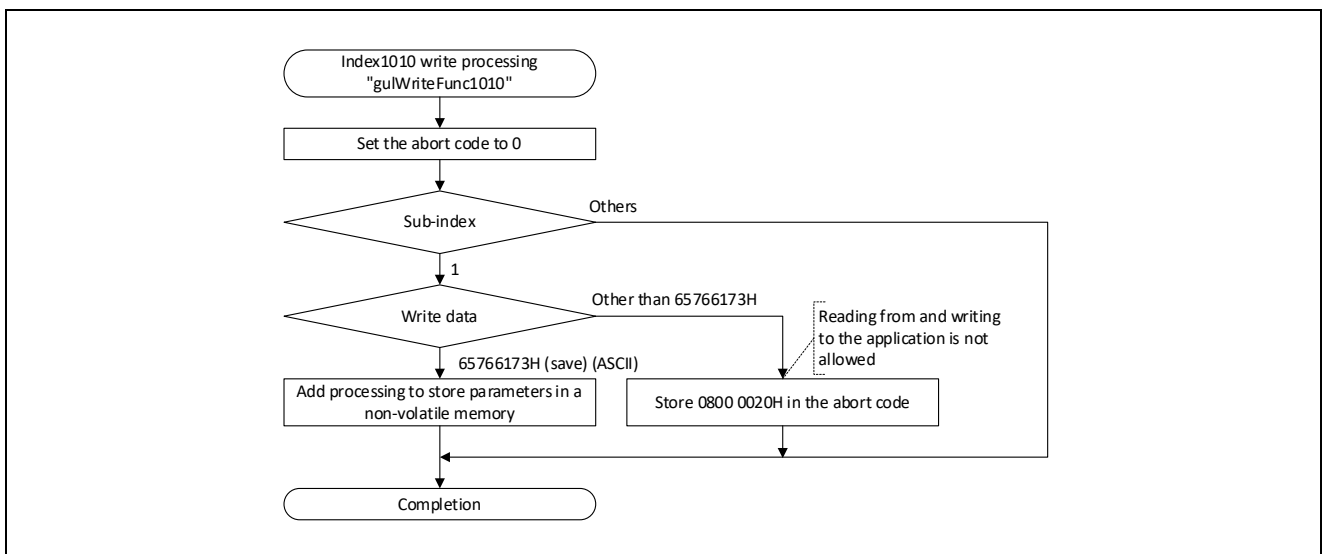 Index1010 write processing
"gulWriteFunc1010"
Set the abort code to 0
Sub-index
Others
1
Write data
Other than 65766173H
Reading from and writing
to the application is not
allowed
65766173H (save) (ASCII)
Add processing to store parameters in a
non-volatile memory
Store 0800 0020H in the abort code
Completion